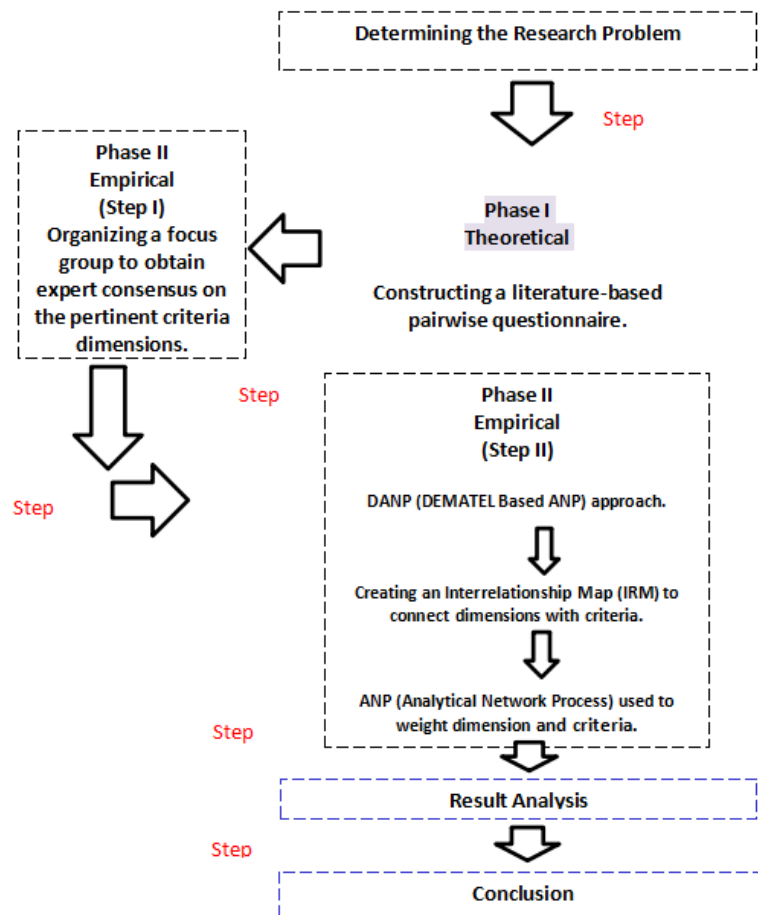 Determining the Research Problem
Step
Phase I
Theoretical
Constructing a literature-based
pairwise questionnaire.
Phase II
Empirical
(Step I)
Organizing a focus
group to obtain
expert consensus on
the pertinent criteria
dimensions.
Step
Step
Phase II
Empirical
(Step II)
DANP (DEMATEL Based ANP) approach.
Creating an Interrelationship Map (IRM) to
connect dimensions with criteria.
ANP (Analytical Network Process) used to
weight dimension and criteria.
Step
Result Analysis
Step
Conclusion